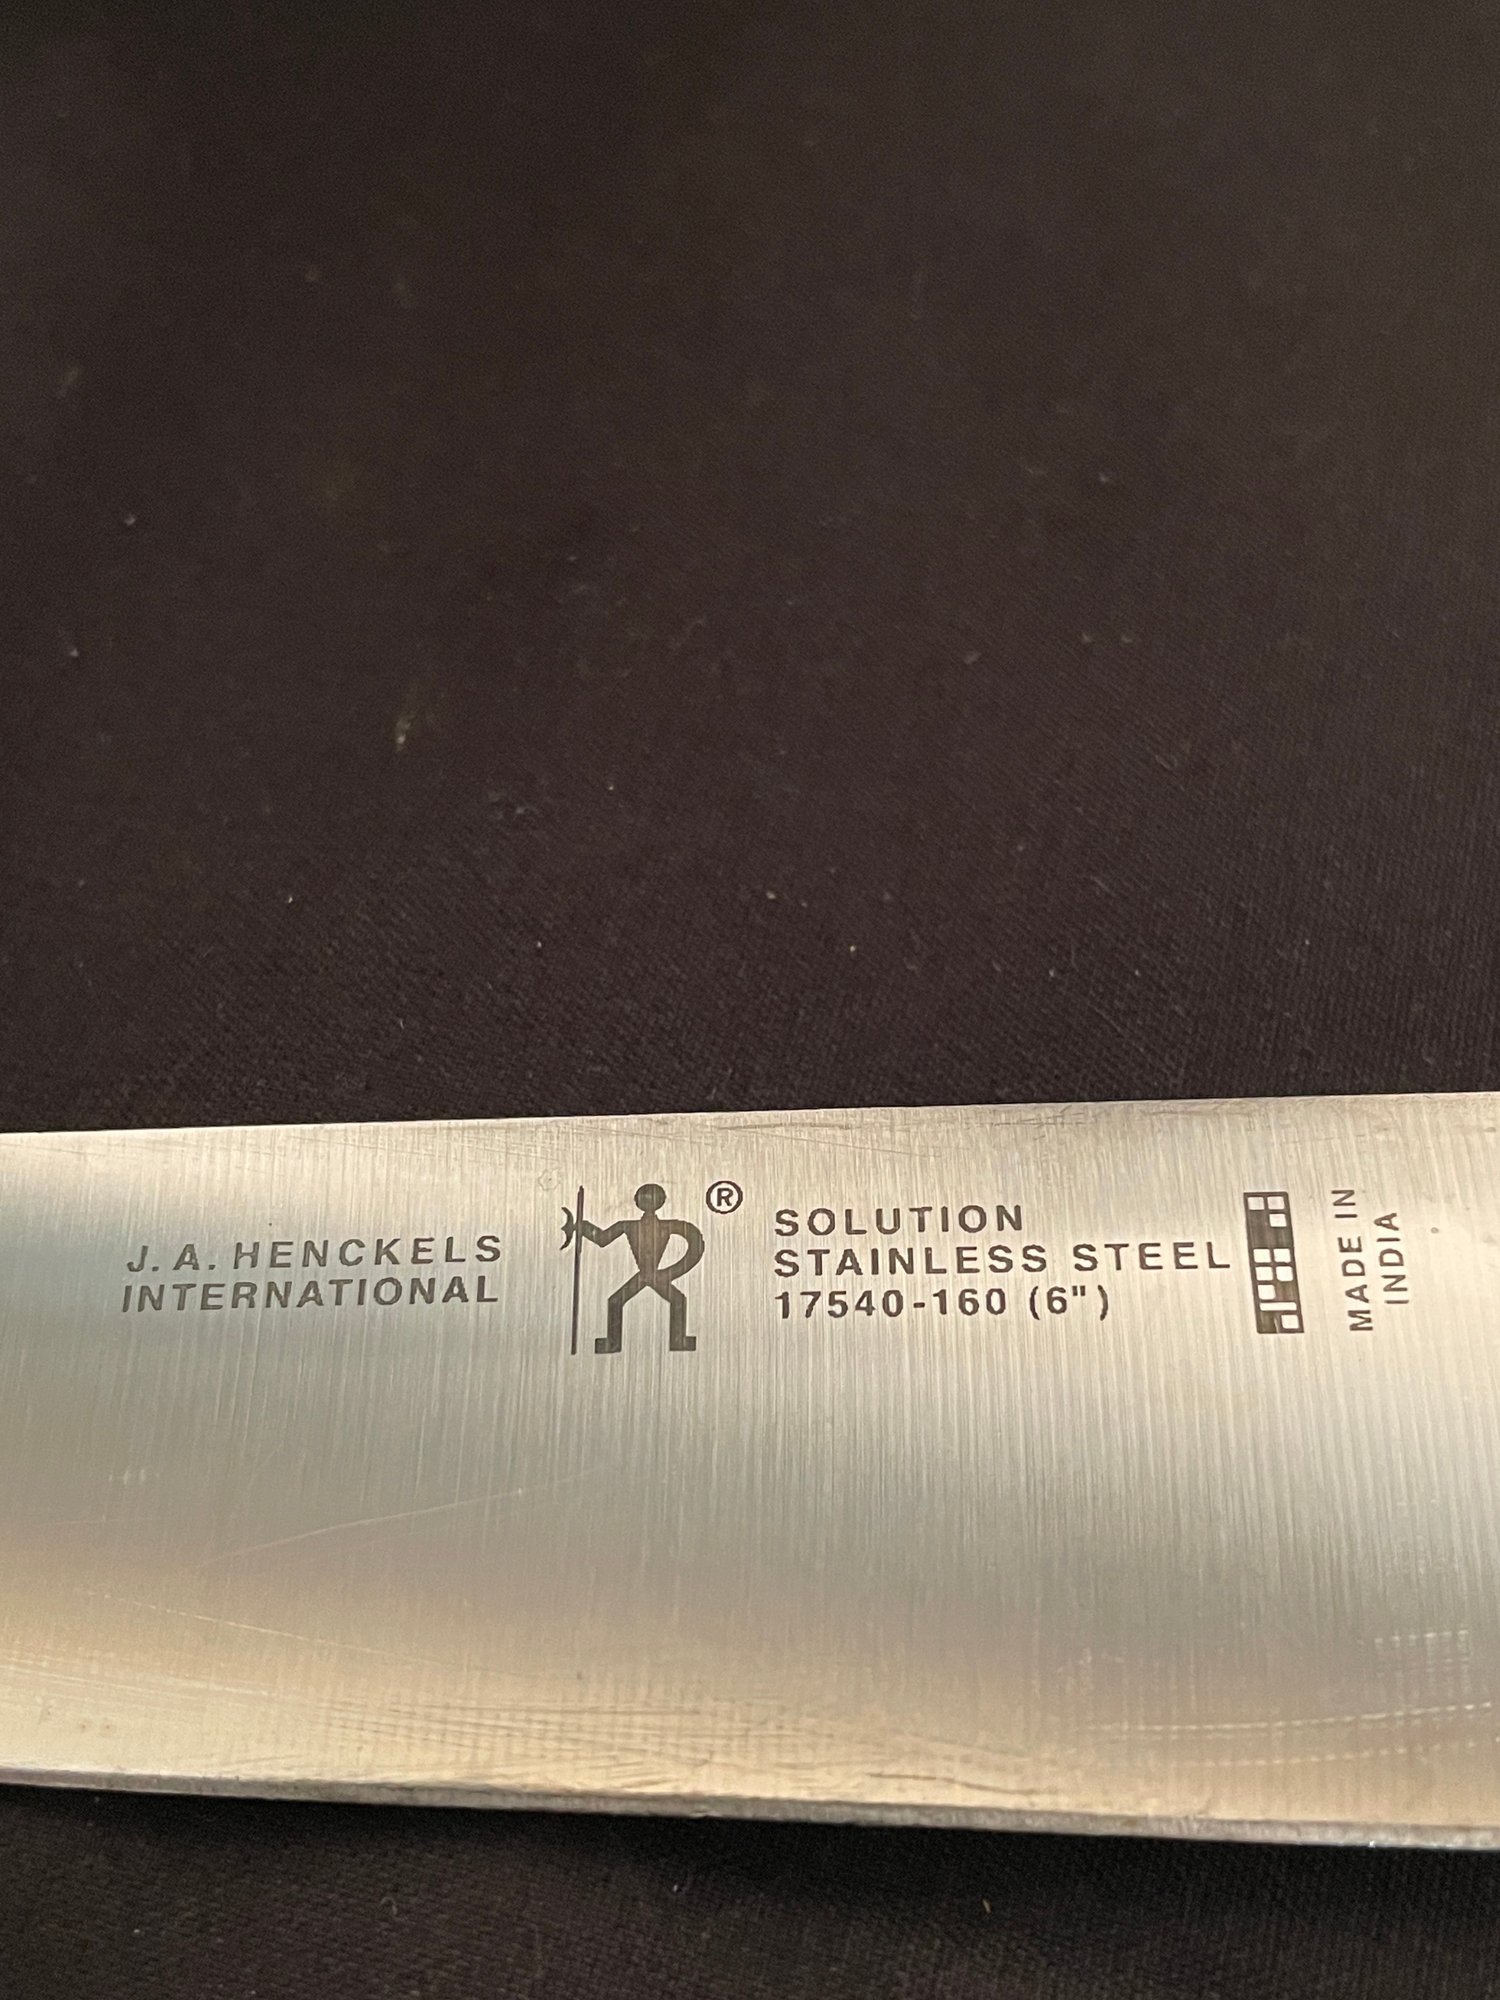 J. A. HENCKELS
INTERNATIONAL
®
SOLUTION
STAINLESS STEEL
17540-160 (6")
MADE IN
INDIA